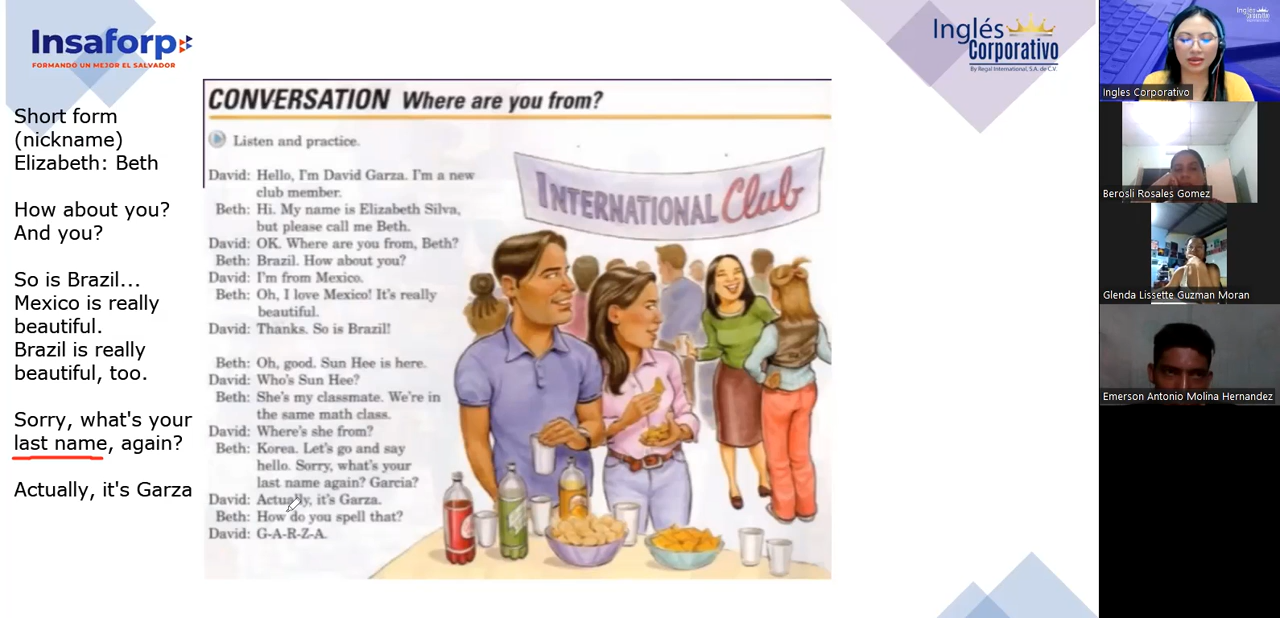 Insaforp
FORMANDO UN MEJOR EL SALVADOR
Inglés
Corporativo
By Regal International, S.A. de C.V.
Short form
(nickname)
Elizabeth: Beth
How about you?
And you?
So is Brazil...
Mexico is really
beautiful.
Brazil is really
beautiful, too.
Sorry, what's your
last name, again?
Actually, it's Garza
CONVERSATION Where are you from?
Listen and practice.
David: Hello, I'm David Garza. I'm a new
club member.
Beth: Hi. My name is Elizabeth Silva,
but please call me Beth.
David: OK. Where are you from, Beth?
Beth: Brazil. How about you?
David: I'm from Mexico.
Beth: Oh, I love Mexico! It's really
beautiful.
David: Thanks. So is Brazil!
Beth: Oh, good. Sun Hee is here.
David: Who's Sun Hee?
Beth: She's my classmate. We're in
the same math class.
David: Where's she from?
Beth: Korea. Let's go and say
hello. Sorry, what's your
last name again? Garcia?
David: Actually, it's Garza.
Beth: How do you spell that?
David: G-A-R-Z-A.
INTERNATIONAL Club
Ingles Corporativo
Berosli Rosales Gomez
Glenda Lissette Guzman Moran
Emerson Antonio Molina Hernandez